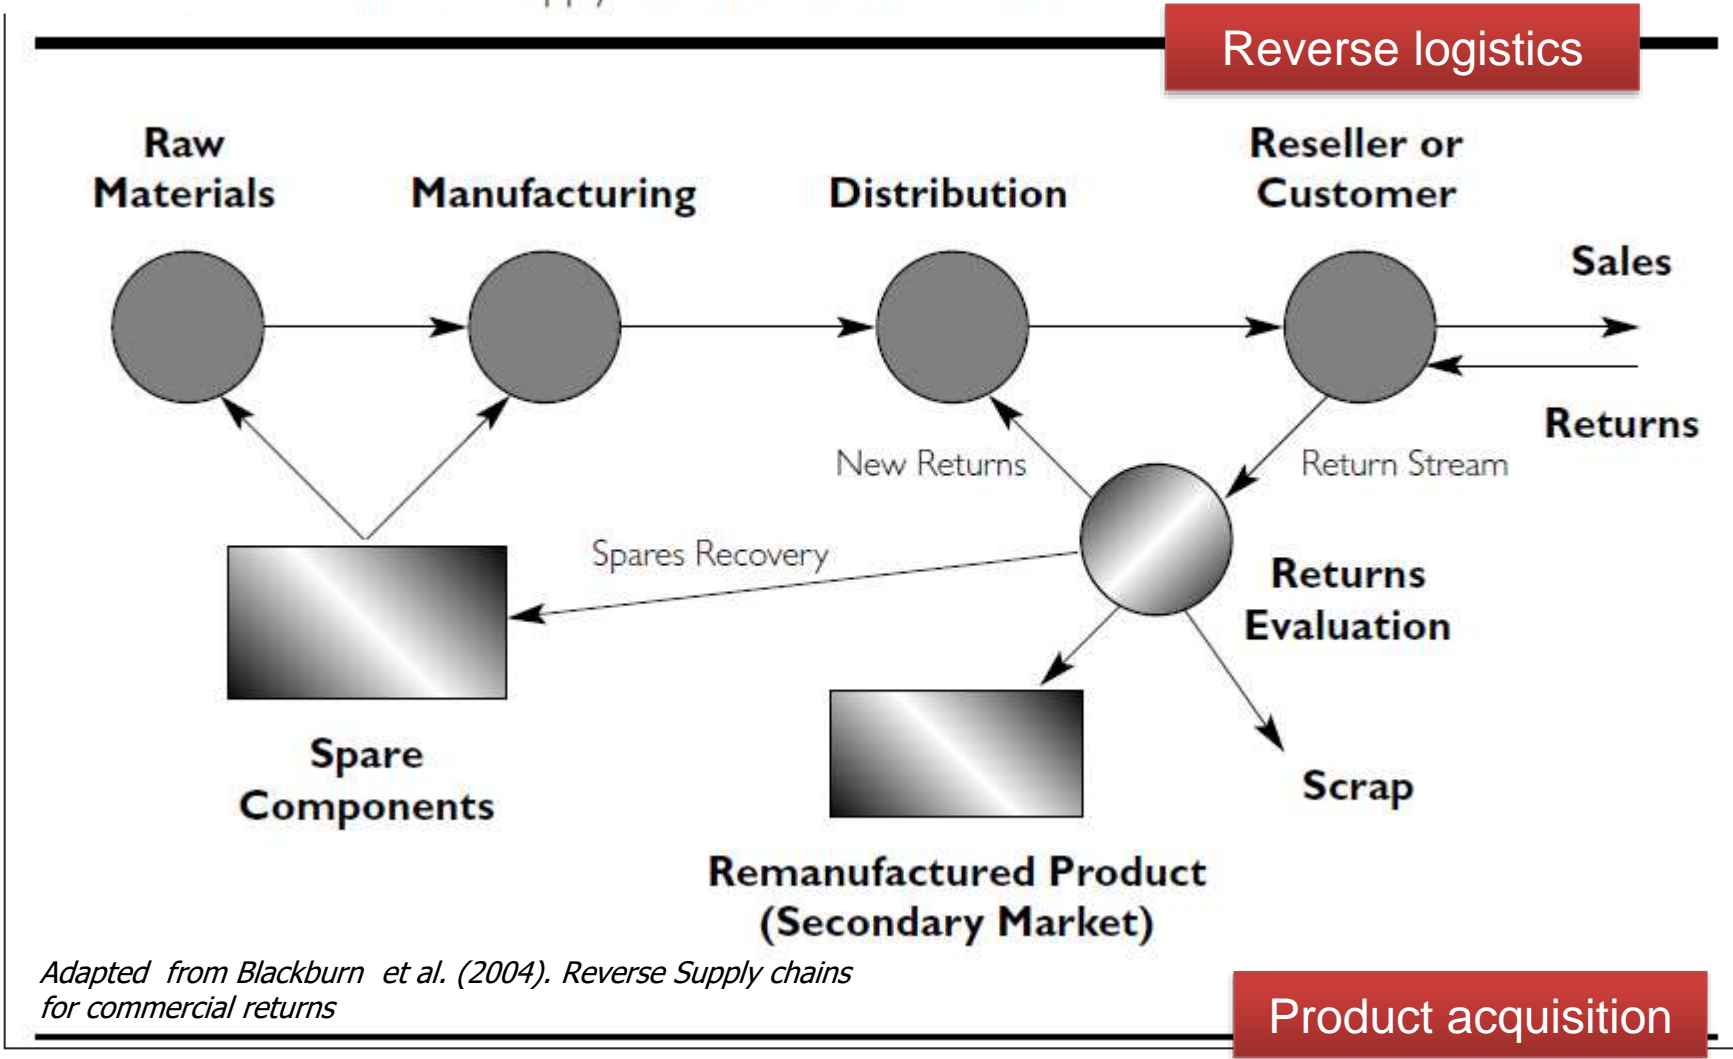 Reverse logistics
Raw
Materials
Manufacturing
Distribution
Reseller or
Customer
Sales
Returns
New Returns
Return Stream
Spares Recovery
Returns
Evaluation
Spare
Components
Scrap
Remanufactured Product
(Secondary Market)
Adapted from Blackburn et al. (2004). Reverse Supply chains
for commercial returns
Product acquisition